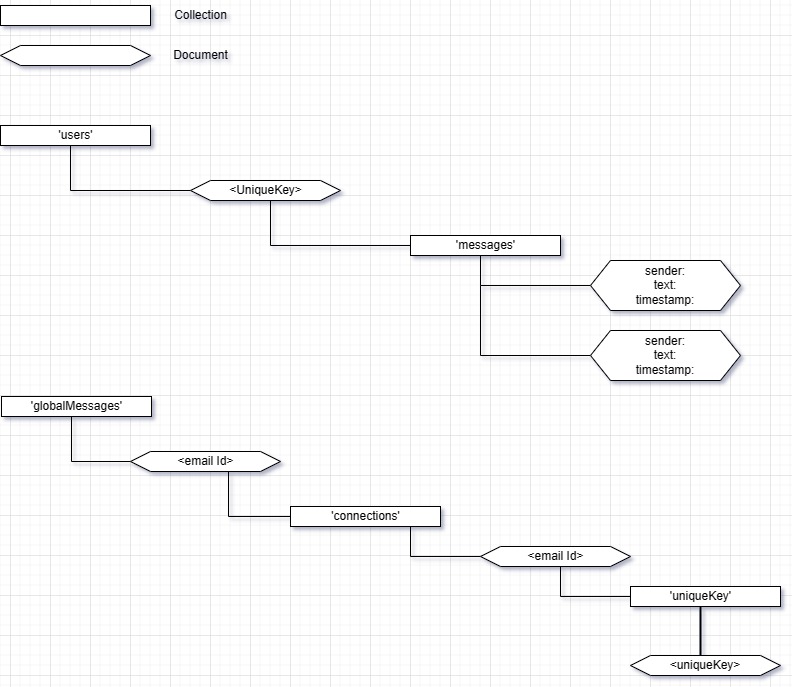 Collection
Document
'users'
<UniqueKey>
'messages'
sender:
text:
timestamp:
sender:
text:
timestamp:
'globalMessages'
<email Id>
'connections'
<email Id>
'uniqueKey'
<uniqueKey>